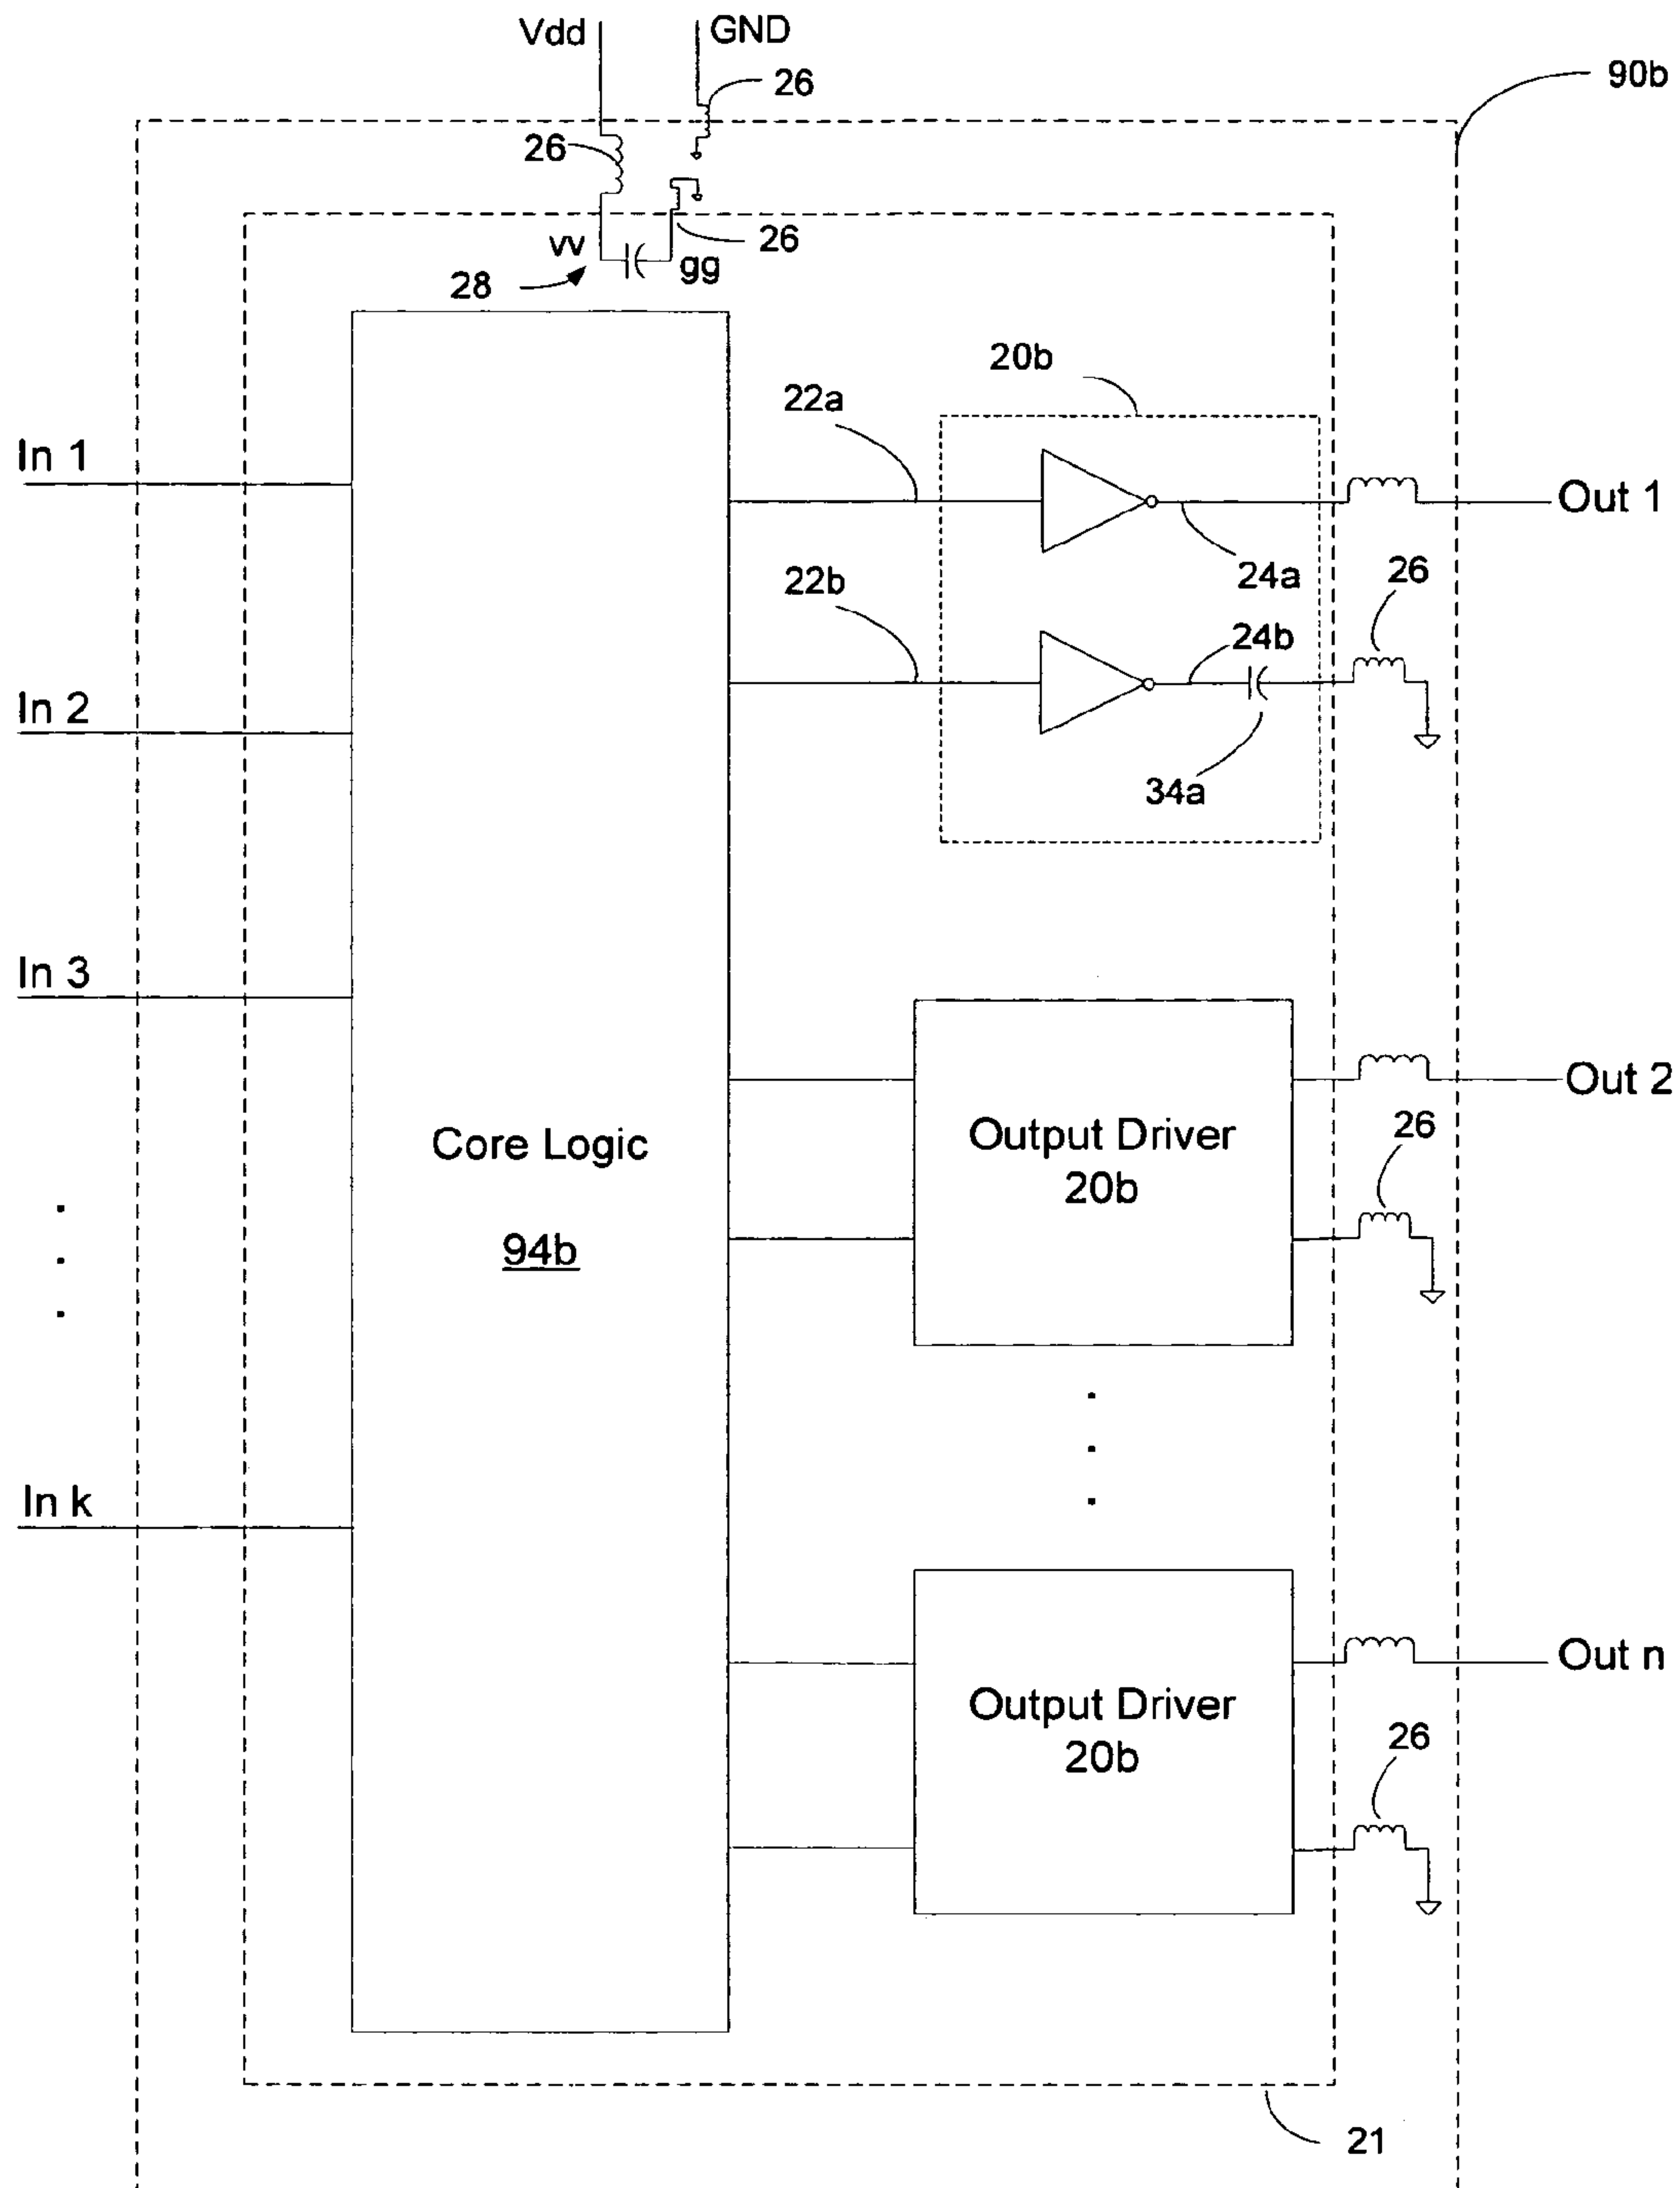 Vdd
GND
26
90b
26
vv
26
gg
28
20b
22a
In 1
Out 1
24a
26
22b
24b
In 2
34a
In 3
Out 2
26
Core Logic
94b
Output Driver
20b
In k
Out n
Output Driver
20b
26
21